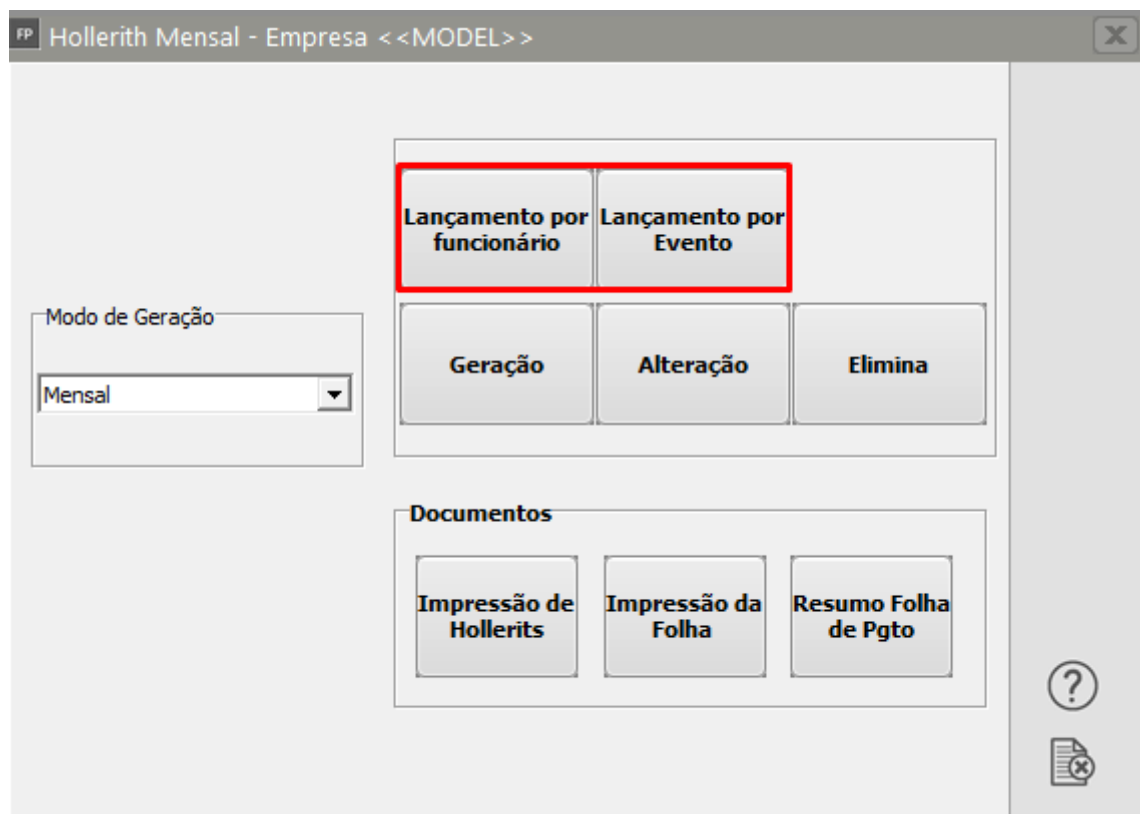 FP Hollerith Mensal - Empresa <<MODEL>>
Lançamento por
funcionário
Lançamento por
Evento
Modo de Geração
Mensal
Geração
Alteração
Elimina
Documentos
Impressão de
Hollerits
Impressão da
Folha
Resumo Folha
de Pgto
?